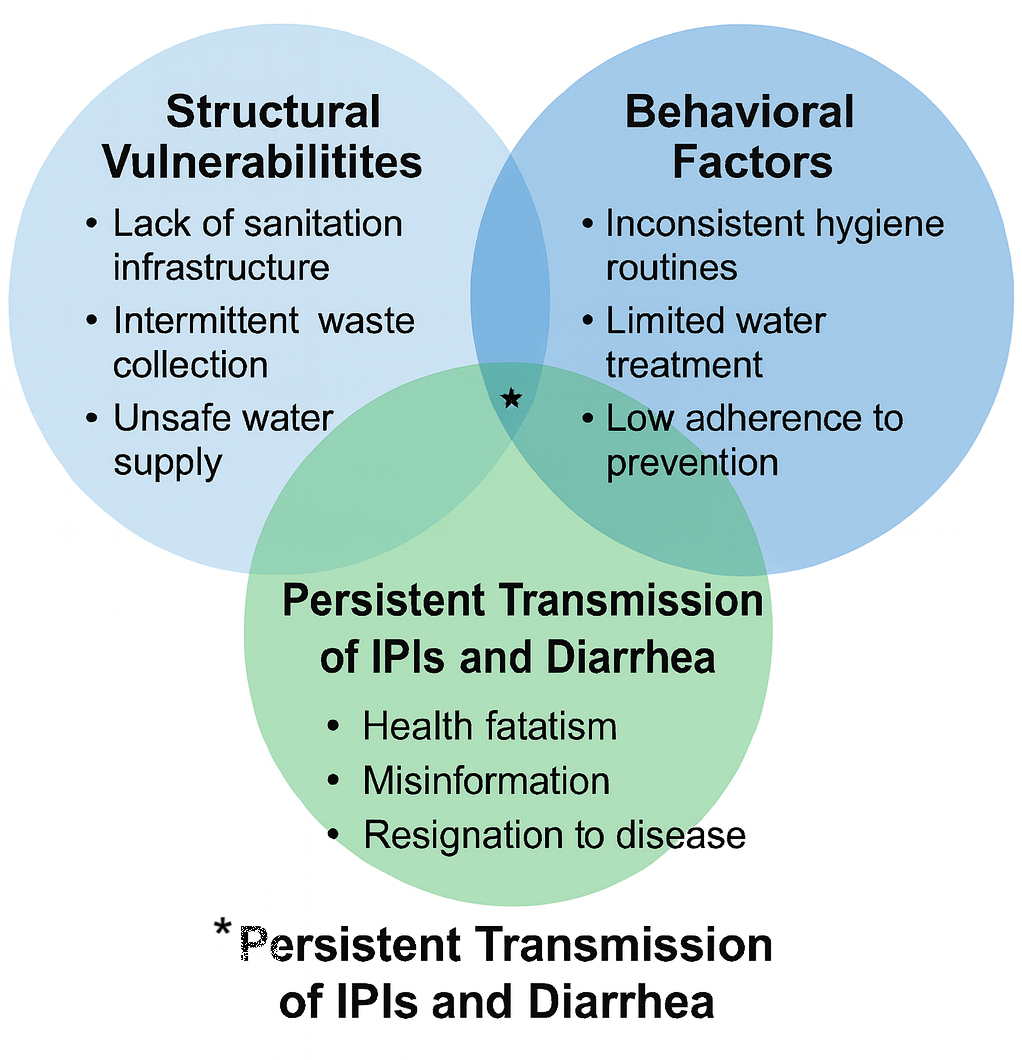 Structural
Vulnerabilitites
• Lack of sanitation
infrastructure
• Intermittent waste
collection
• Unsafe water
supply
Behavioral
Factors
• Inconsistent hygiene
routines
• Limited water
treatment
• Low adherence to
prevention
★
Persistent Transmission
of IPIs and Diarrhea
• Health fatatism
• Misinformation
• Resignation to disease
*Persistent Transmission
of IPIs and Diarrhea